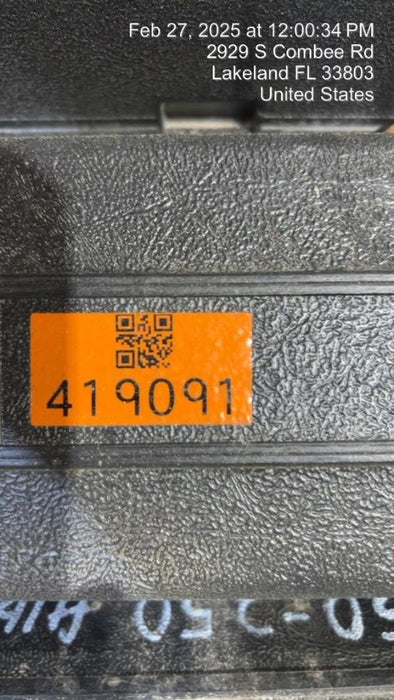 Feb 27, 2025 at 12:00:34 PM
2929 S Combee Rd
Lakeland FL 33803
United States
419091